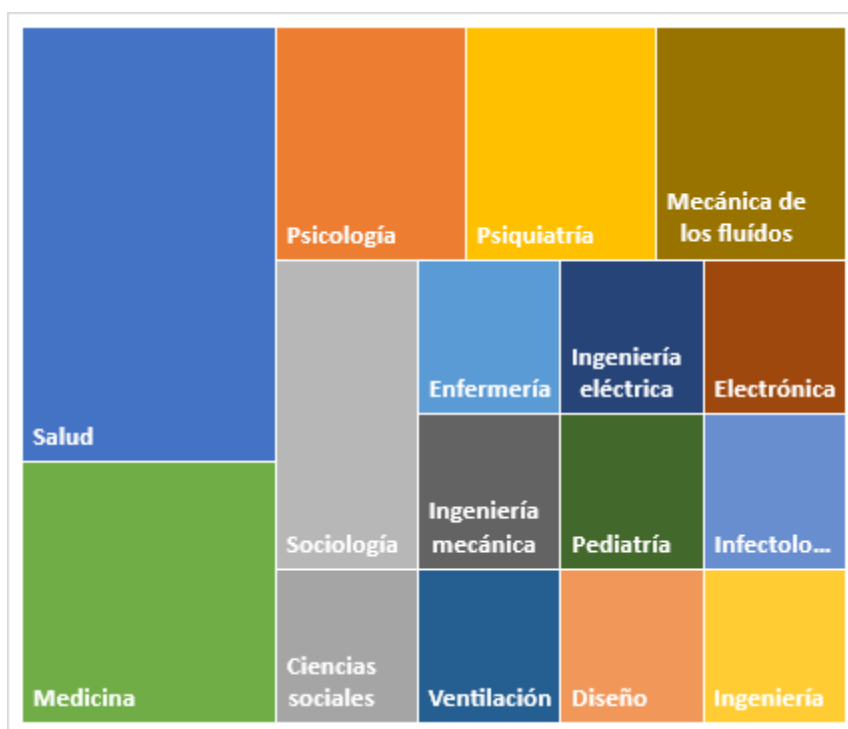 Salud
Medicina
Psicología
Psiquiatría
Mecánica de
los fluídos
Sociología
Enfermería
Ingeniería
eléctrica
Electrónica
Ingeniería
mecánica
Pediatría
Infectolo...
Ciencias
sociales
Ventilación
Diseño
Ingeniería